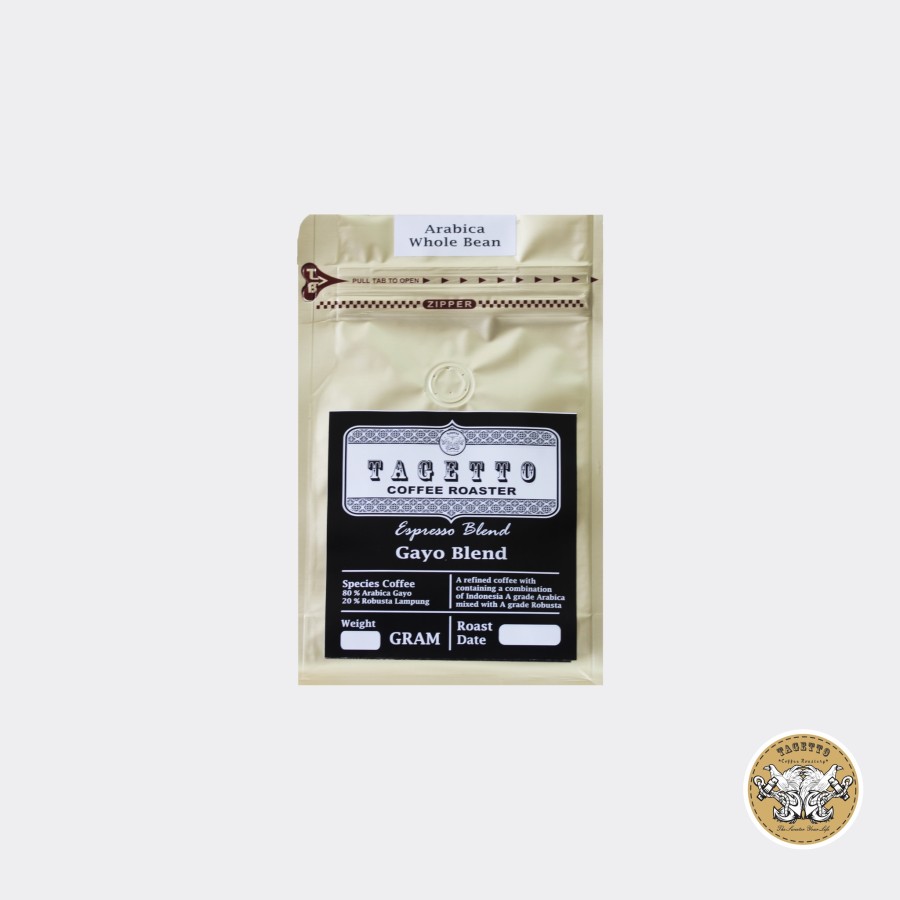 Arabica
Whole Bean
T
B
PULL TAB TO OPEN
ZIPPER
TAGETTO
COFFEE ROASTER
Espresso Blend
Gayo Blend
Species Coffee
80 % Arabica Gayo
20 % Robusta Lampung
A refined coffee with
containing a combination
of Indonesia A grade Arabica
mixed with A grade Robusta
Weight
GRAM
Roast
Date
TAGETTO
Coffee Roastery